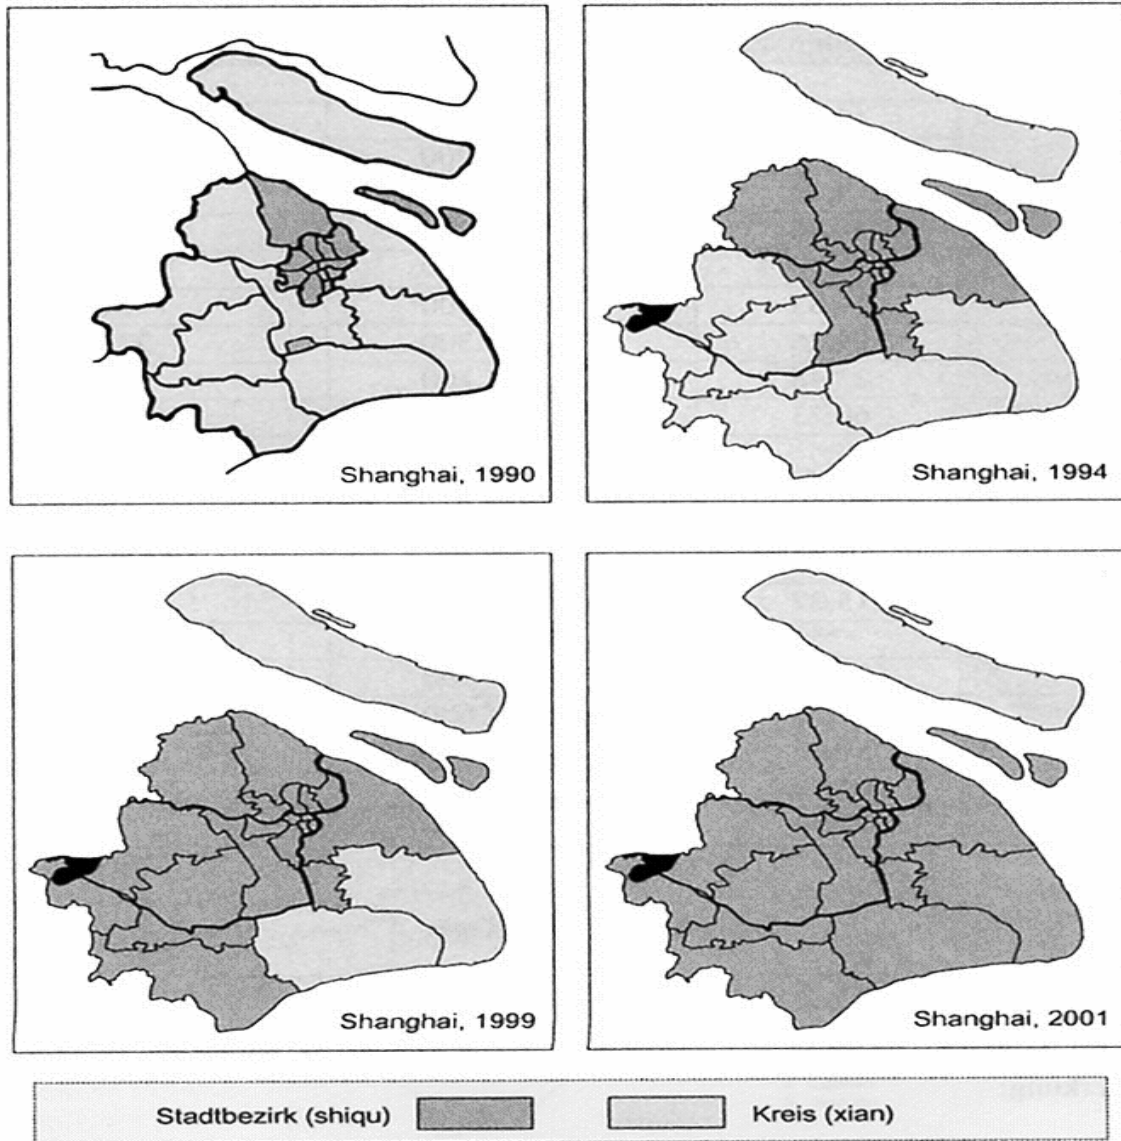 Shanghai, 1990
Shanghai, 1994
Shanghai, 1999
Shanghai, 2001
Stadtbezirk (shiqu)
Kreis (xian)